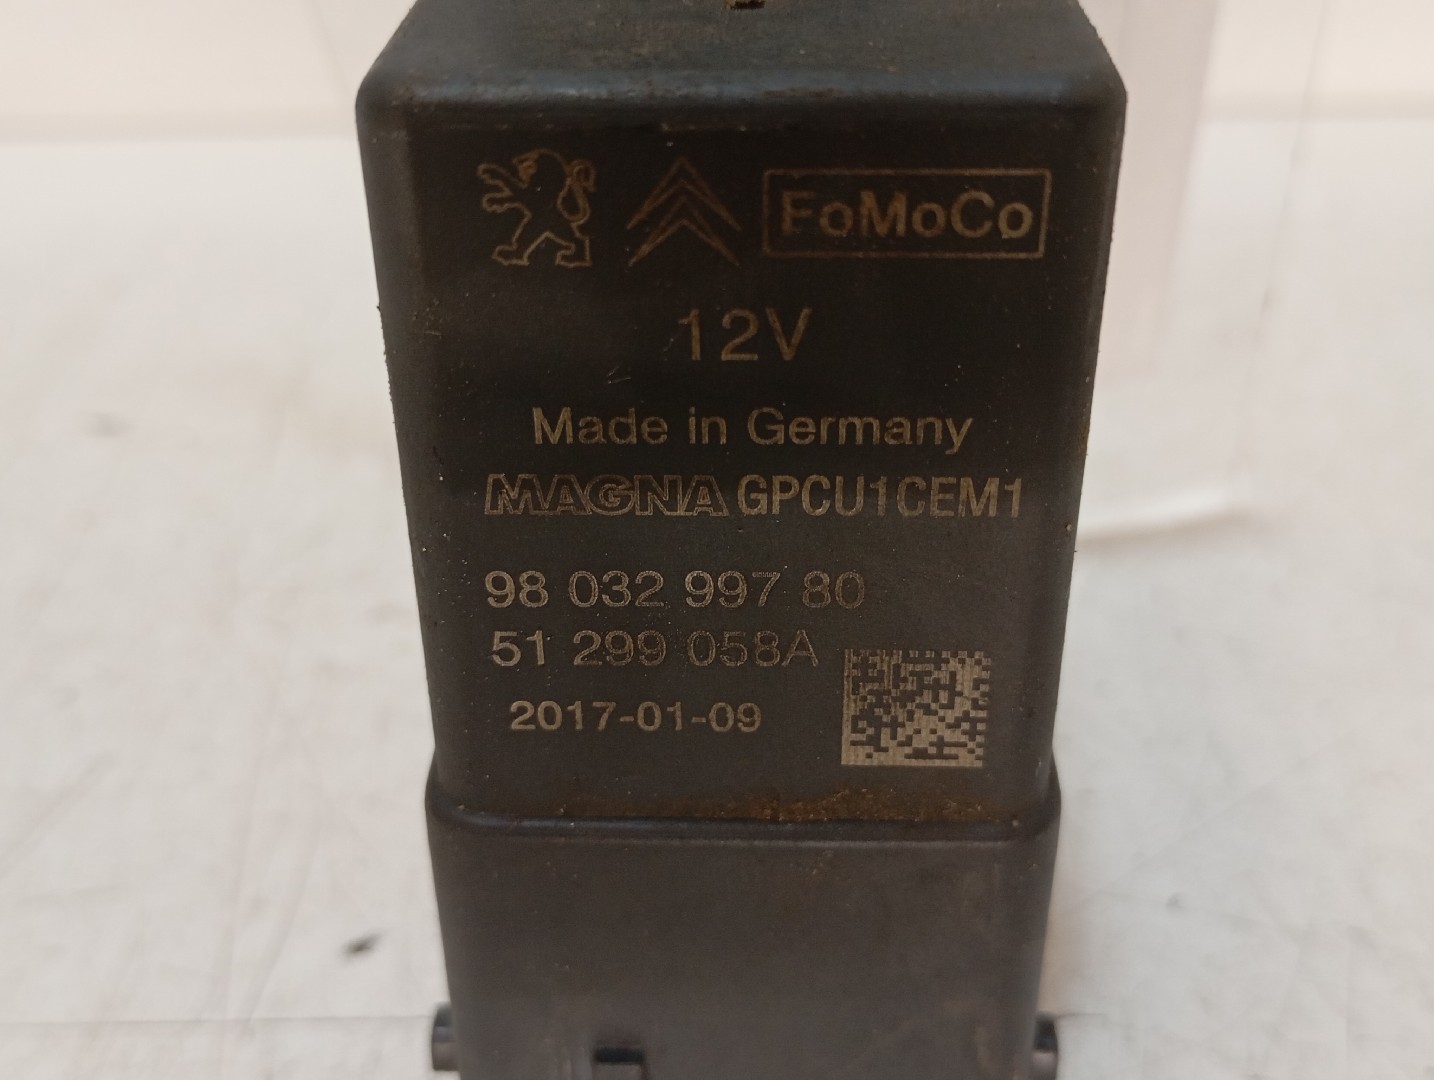 FoMoCo
12V
Made in Germany
MAGNA GPCU1CEM1
98 032 997 80
51 299 058A
2017-01-09